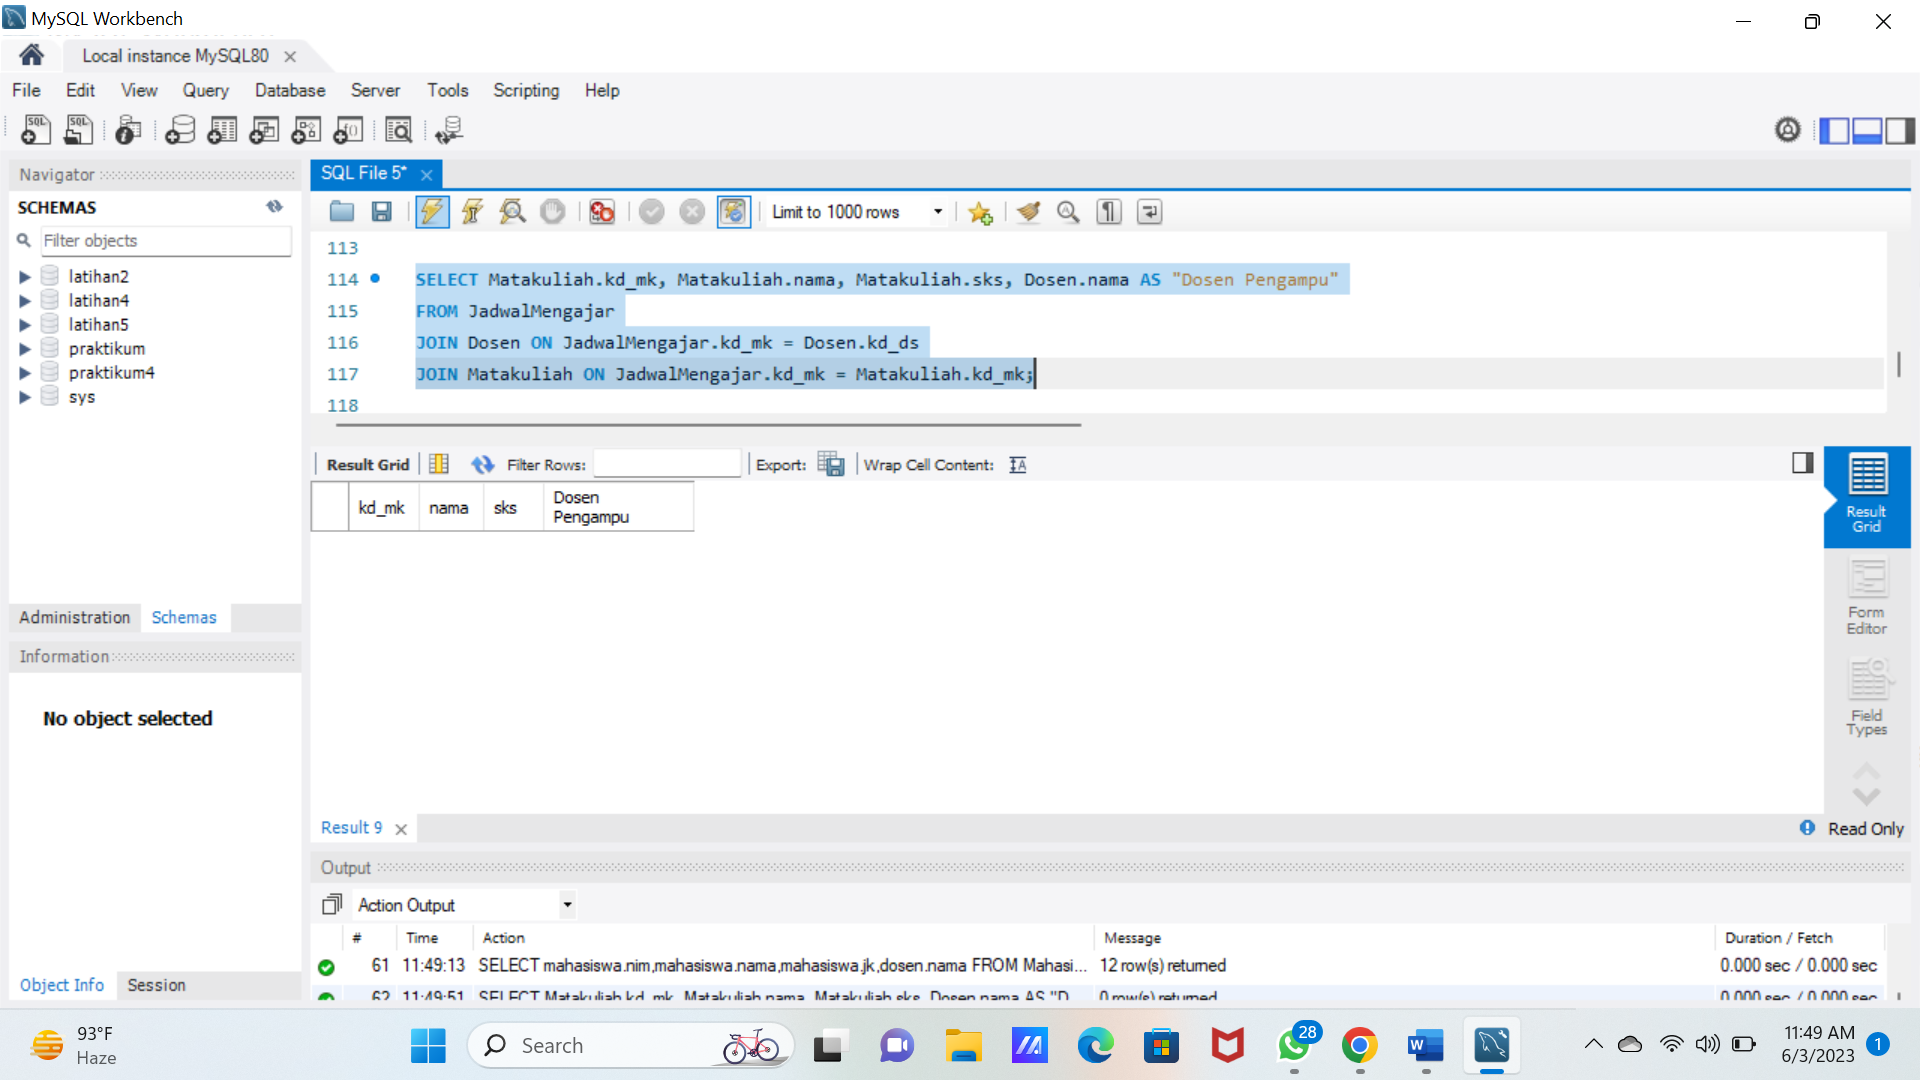 MySQL Workbench
Local instance MySQL80
File Edit View Query Database Server Tools Scripting Help
Navigator
SCHEMAS
Filter objects
latihan2
latihan4
latihan5
praktikum
praktikum4
sys
Administration Schemas
Information
No object selected
Object Info Session
SQL File 5*
Limit to 1000 rows
113
114 SELECT Matakuliah.kd_mk, Matakuliah.nama, Matakuliah.sks, Dosen.nama AS "Dosen Pengampu"
115 FROM JadwalMengajar
116 JOIN Dosen ON JadwalMengajar.kd_mk = Dosen.kd_ds
117 JOIN Matakuliah ON JadwalMengajar.kd_mk = Matakuliah.kd_mk;
118
Result Grid Filter Rows: Export: Wrap Cell Content:
kd_mk nama sks Dosen Pengampu
Result Grid
Form Editor
Field Types
Result 9
Read Only
Output
Action Output
# Time Action Message Duration / Fetch
61 11:49:13 SELECT mahasiswa.nim,mahasiswa.nama,mahasiswa.jk,dosen.nama FROM Mahasi... 12 row(s) returned 0.000 sec / 0.000 sec
62 11:49:51 SELECT Matakuliah.kd_mk, Matakuliah.nama, Matakuliah.sks, Dosen.nama AS "D... 0 row(s) returned 0.000 sec / 0.000 sec
93°F
Haze
Search
28
11:49 AM
6/3/2023
1